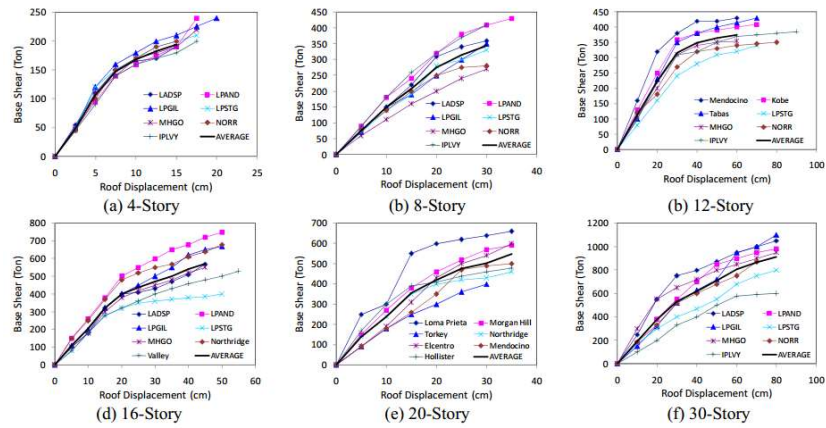 250
200
150
100
50
0
Base Shear (Ton)
LADSP LPAND
LPGIL LPSTG
MHGO NORR
IPLVY AVERAGE
0 5 10 15 20 25
Roof Displacement (cm)
(a) 4-Story
450
400
350
300
250
200
150
100
50
0
Base Shear (Ton)
LADSP LPAND
LPGIL LPSTG
MHGO NORR
IPLVY AVERAGE
0 10 20 30 40
Roof Displacement (cm)
(b) 8-Story
450
400
350
300
250
200
150
100
50
0
Base Shear (Ton)
Mendocino Kobe
Tabas LPSTG
MHGO NORR
IPLVY AVERAGE
0 20 40 60 80 100
Roof Displacement (cm)
(b) 12-Story
800
700
600
500
400
300
200
100
0
Base Shear (Ton)
LADSP LPAND
LPGIL LPSTG
MHGO Northridge
Valley AVERAGE
0 10 20 30 40 50 60
Roof Displacement (cm)
(d) 16-Story
700
600
500
400
300
200
100
0
Base Shear (Ton)
Loma Prieta Morgan Hill
Torkey Northridge
Elcentro Mendocino
Hollister AVERAGE
0 10 20 30 40
Roof Displacement (cm)
(e) 20-Story
1200
1000
800
600
400
200
0
Base Shear (Ton)
LADSP LPAND
LPGIL LPSTG
MHGO NORR
IPLVY AVERAGE
0 20 40 60 80 100
Roof Displacement (cm)
(f) 30-Story